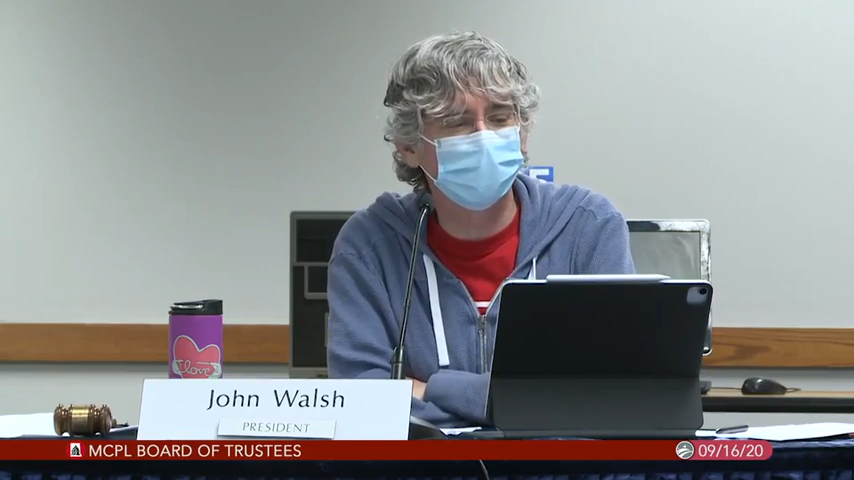 love
John Walsh
PRESIDENT
MCPL BOARD OF TRUSTEES
09/16/20